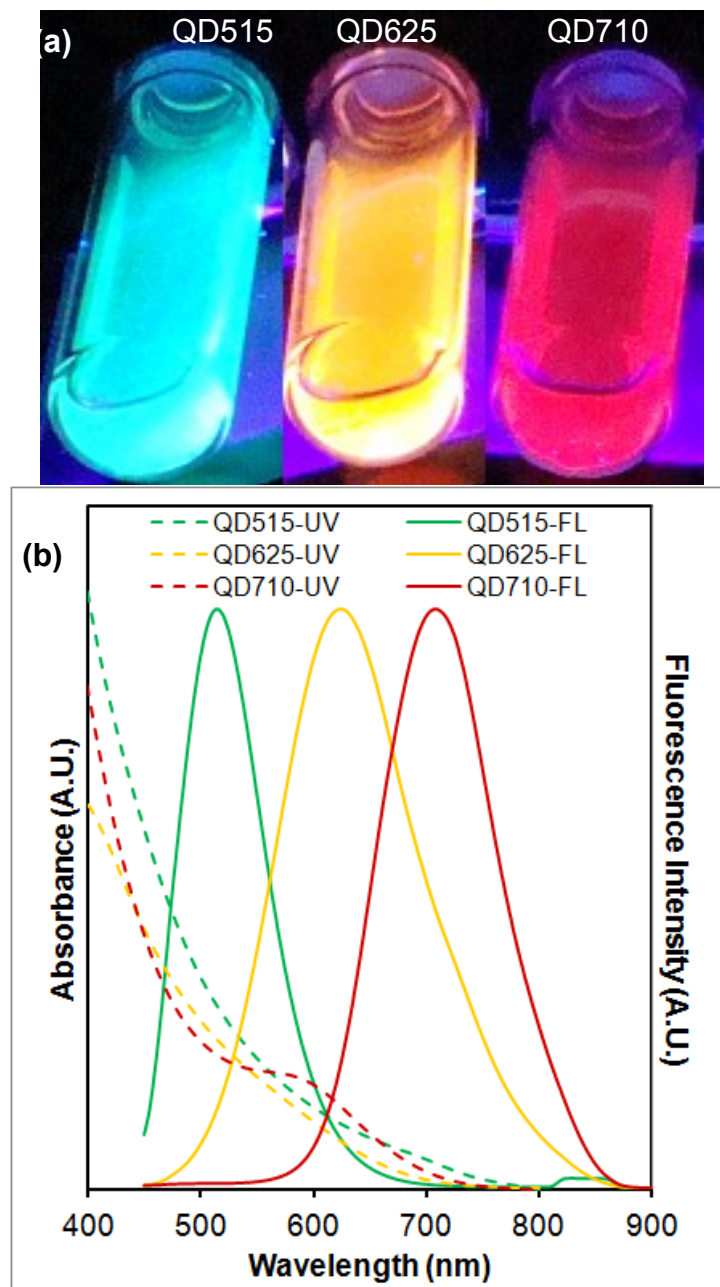 (a) QD515 QD625 QD710
(b)
QD515-UV QD515-FL
QD625-UV QD625-FL
QD710-UV QD710-FL
Absorbance (A.U.)
Fluorescence Intensity (A.U.)
400 500 600 700 800 900
Wavelength (nm)